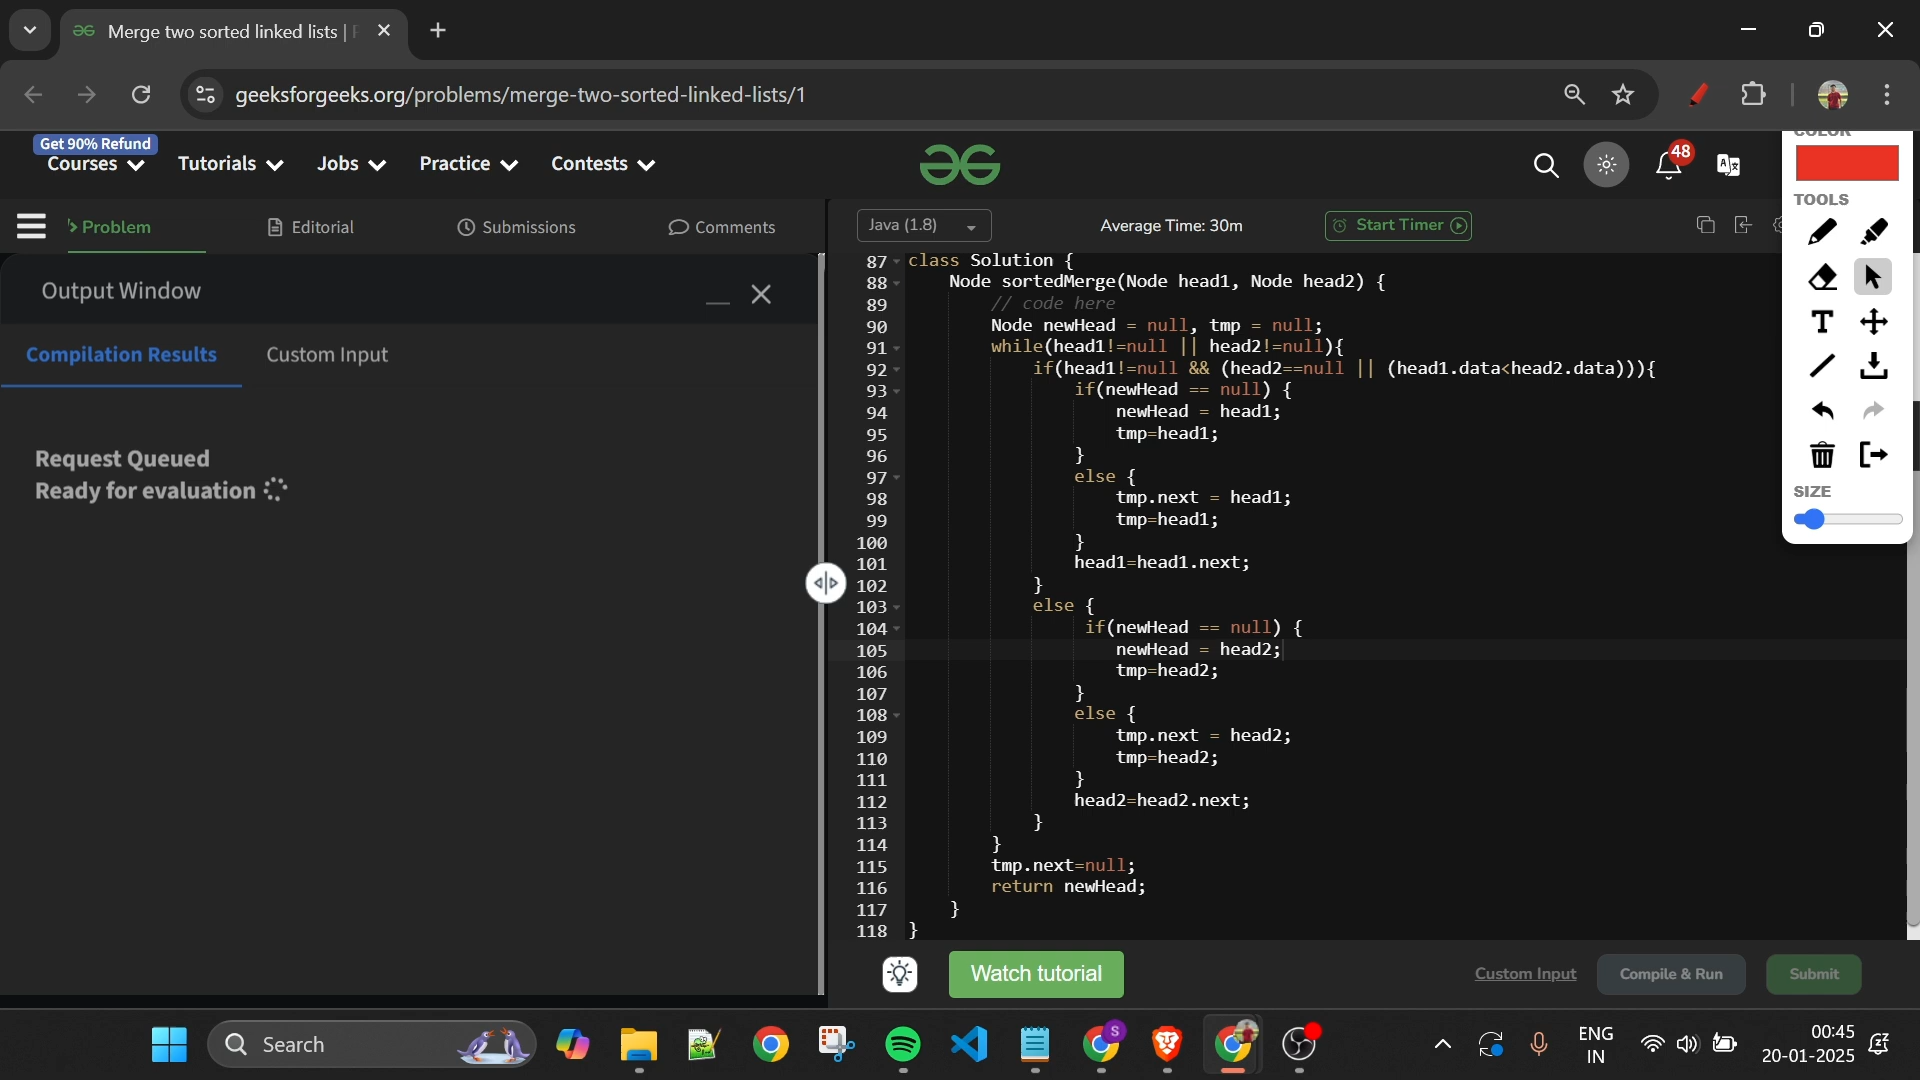 Merge two sorted linked lists |
geeksforgeeks.org/problems/merge-two-sorted-linked-lists/1
Get 90% Refund
Courses
Tutorials
Jobs
Practice
Contests
48
COLOR
TOOLS
SIZE
Problem
Editorial
Submissions
Comments
Java (1.8)
Average Time: 30m
Start Timer
Output Window
Compilation Results
Custom Input
Request Queued
Ready for evaluation
87 class Solution {
88 Node sortedMerge(Node head1, Node head2) {
89 // code here
90 Node newHead = null, tmp = null;
91 while(head1!=null || head2!=null){
92 if(head1!=null && (head2==null || (head1.data<head2.data))){
93 if(newHead == null) {
94 newHead = head1;
95 tmp=head1;
96 }
97 else {
98 tmp.next = head1;
99 tmp=head1;
100 }
101 head1=head1.next;
102 }
103 else {
104 if(newHead == null) {
105 newHead = head2;
106 tmp=head2;
107 }
108 else {
109 tmp.next = head2;
110 tmp=head2;
111 }
112 head2=head2.next;
113 }
114 }
115 tmp.next=null;
116 return newHead;
117 }
118 }
Watch tutorial
Custom Input
Compile & Run
Submit
Search
ENG
IN
00:45
20-01-2025